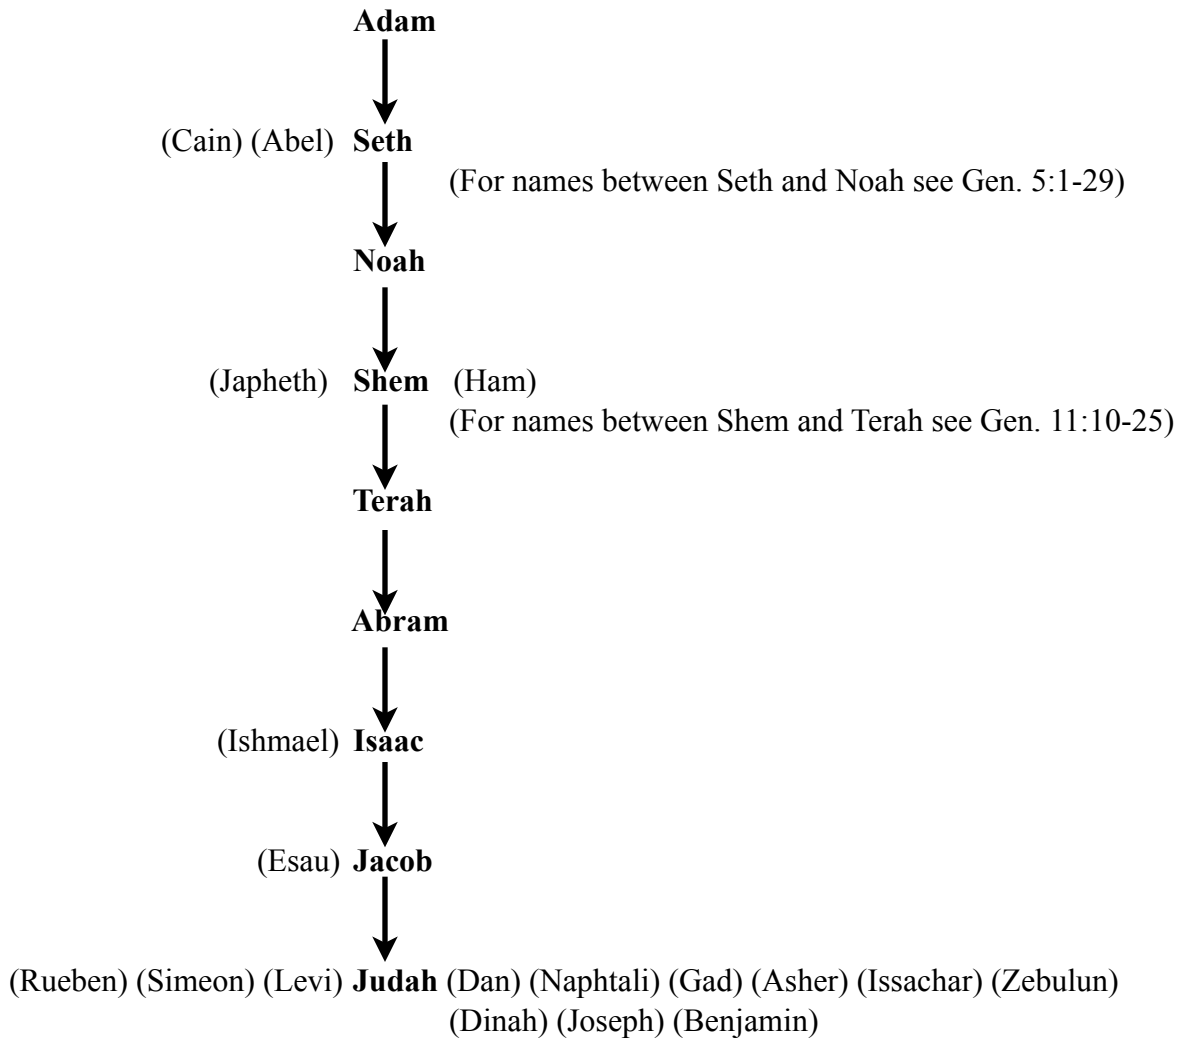 Adam
(Cain) (Abel) Seth
(For names between Seth and Noah see Gen. 5:1-29)
Noah
(Japheth) Shem (Ham)
(For names between Shem and Terah see Gen. 11:10-25)
Terah
Abram
(Ishmael) Isaac
(Esau) Jacob
(Rueben) (Simeon) (Levi) Judah (Dan) (Naphtali) (Gad) (Asher) (Issachar) (Zebulun)
(Dinah) (Joseph) (Benjamin)